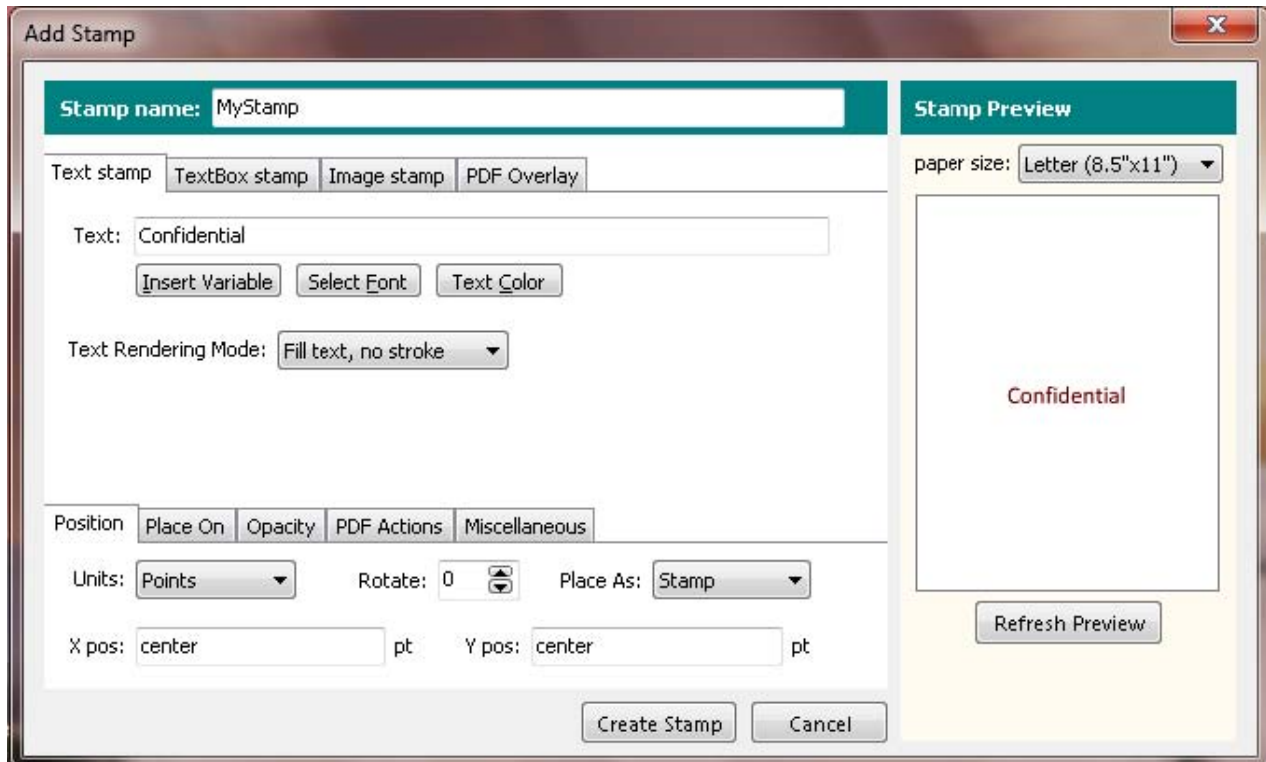 Add Stamp
Stamp name: MyStamp
Stamp Preview
Text stamp TextBox stamp Image stamp PDF Overlay
paper size: Letter (8.5"x11")
Text: Confidential
Insert Variable Select Font Text Color
Text Rendering Mode: Fill text, no stroke
Confidential
Position Place On Opacity PDF Actions Miscellaneous
Units: Points Rotate: 0 Place As: Stamp
Refresh Preview
X pos: center pt Y pos: center pt
Create Stamp Cancel